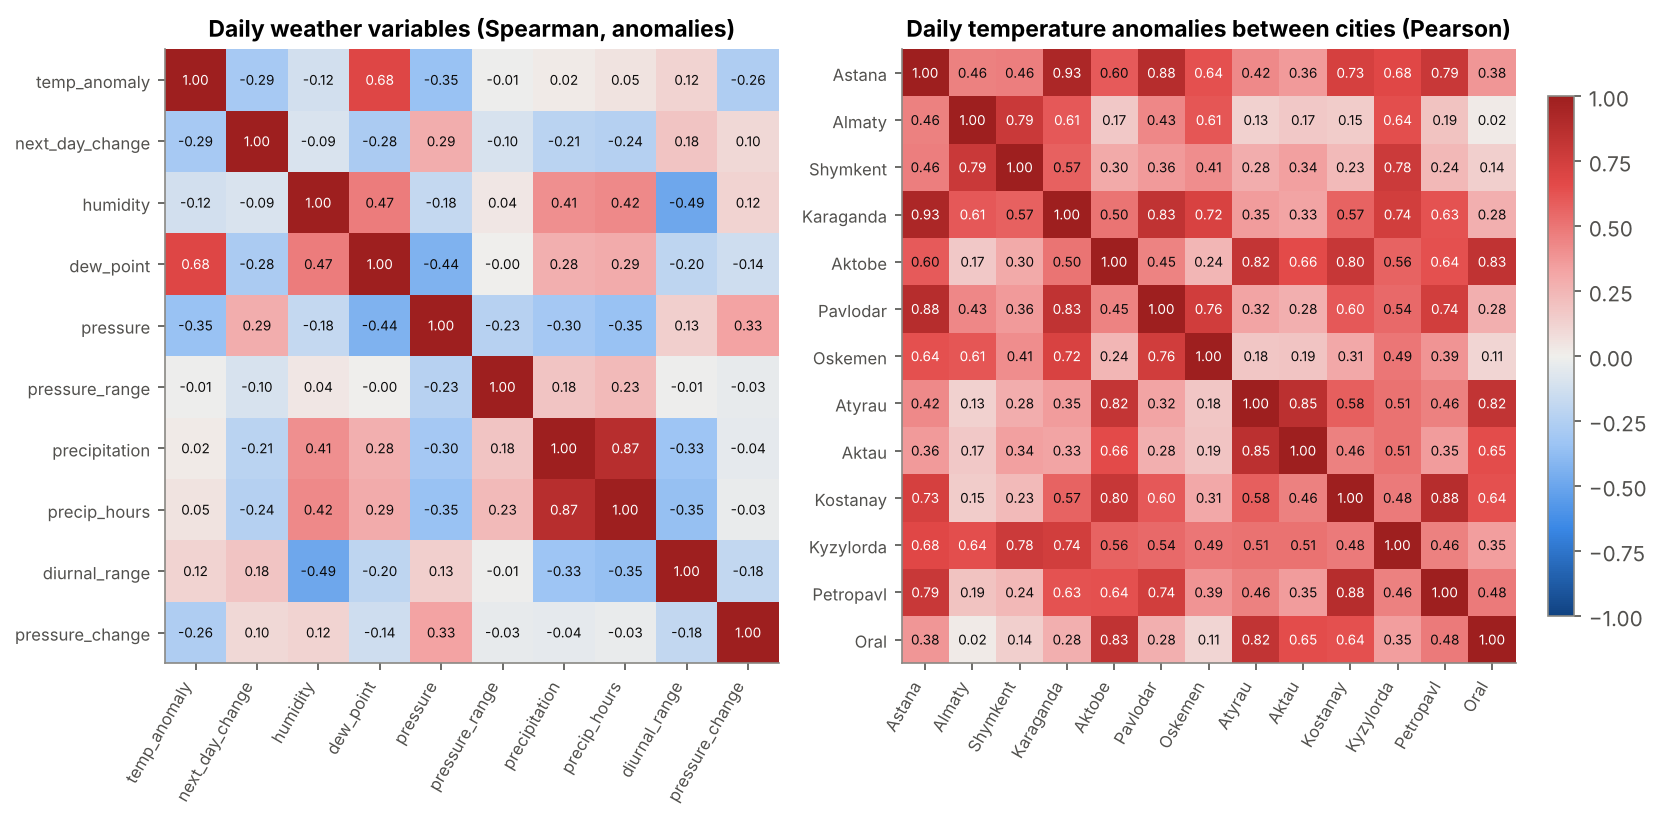 Daily weather variables (Spearman, anomalies)
temp_anomaly 1.00 -0.29 -0.12 0.68 -0.35 -0.01 0.02 0.05 0.12 -0.26
next_day_change -0.29 1.00 -0.09 -0.28 0.29 -0.10 -0.21 -0.24 0.18 0.10
humidity -0.12 -0.09 1.00 0.47 -0.18 0.04 0.41 0.42 -0.49 0.12
dew_point 0.68 -0.28 0.47 1.00 -0.44 -0.00 0.28 0.29 -0.20 -0.14
pressure -0.35 0.29 -0.18 -0.44 1.00 -0.23 -0.30 -0.35 0.13 0.33
pressure_range -0.01 -0.10 0.04 -0.00 -0.23 1.00 0.18 0.23 -0.01 -0.03
precipitation 0.02 -0.21 0.41 0.28 -0.30 0.18 1.00 0.87 -0.33 -0.04
precip_hours 0.05 -0.24 0.42 0.29 -0.35 0.23 0.87 1.00 -0.35 -0.03
diurnal_range 0.12 0.18 -0.49 -0.20 0.13 -0.01 -0.33 -0.35 1.00 -0.18
pressure_change -0.26 0.10 0.12 -0.14 0.33 -0.03 -0.04 -0.03 -0.18 1.00
temp_anomaly next_day_change humidity dew_point pressure pressure_range precipitation precip_hours diurnal_range pressure_change
Daily temperature anomalies between cities (Pearson)
Astana 1.00 0.46 0.46 0.93 0.60 0.88 0.64 0.42 0.36 0.73 0.68 0.79 0.38
Almaty 0.46 1.00 0.79 0.61 0.17 0.43 0.61 0.13 0.17 0.15 0.64 0.19 0.02
Shymkent 0.46 0.79 1.00 0.57 0.30 0.36 0.41 0.28 0.34 0.23 0.78 0.24 0.14
Karaganda 0.93 0.61 0.57 1.00 0.50 0.83 0.72 0.35 0.33 0.57 0.74 0.63 0.28
Aktobe 0.60 0.17 0.30 0.50 1.00 0.45 0.24 0.82 0.66 0.80 0.56 0.64 0.83
Pavlodar 0.88 0.43 0.36 0.83 0.45 1.00 0.76 0.32 0.28 0.60 0.54 0.74 0.28
Oskemen 0.64 0.61 0.41 0.72 0.24 0.76 1.00 0.18 0.19 0.31 0.49 0.39 0.11
Atyrau 0.42 0.13 0.28 0.35 0.82 0.32 0.18 1.00 0.85 0.58 0.51 0.46 0.82
Aktau 0.36 0.17 0.34 0.33 0.66 0.28 0.19 0.85 1.00 0.46 0.51 0.35 0.65
Kostanay 0.73 0.15 0.23 0.57 0.80 0.60 0.31 0.58 0.46 1.00 0.48 0.88 0.64
Kyzylorda 0.68 0.64 0.78 0.74 0.56 0.54 0.49 0.51 0.51 0.48 1.00 0.46 0.35
Petropavl 0.79 0.19 0.24 0.63 0.64 0.74 0.39 0.46 0.35 0.88 0.46 1.00 0.48
Oral 0.38 0.02 0.14 0.28 0.83 0.28 0.11 0.82 0.65 0.64 0.35 0.48 1.00
Astana Almaty Shymkent Karaganda Aktobe Pavlodar Oskemen Atyrau Aktau Kostanay Kyzylorda Petropavl Oral
1.00
0.75
0.50
0.25
0.00
−0.25
−0.50
−0.75
−1.00